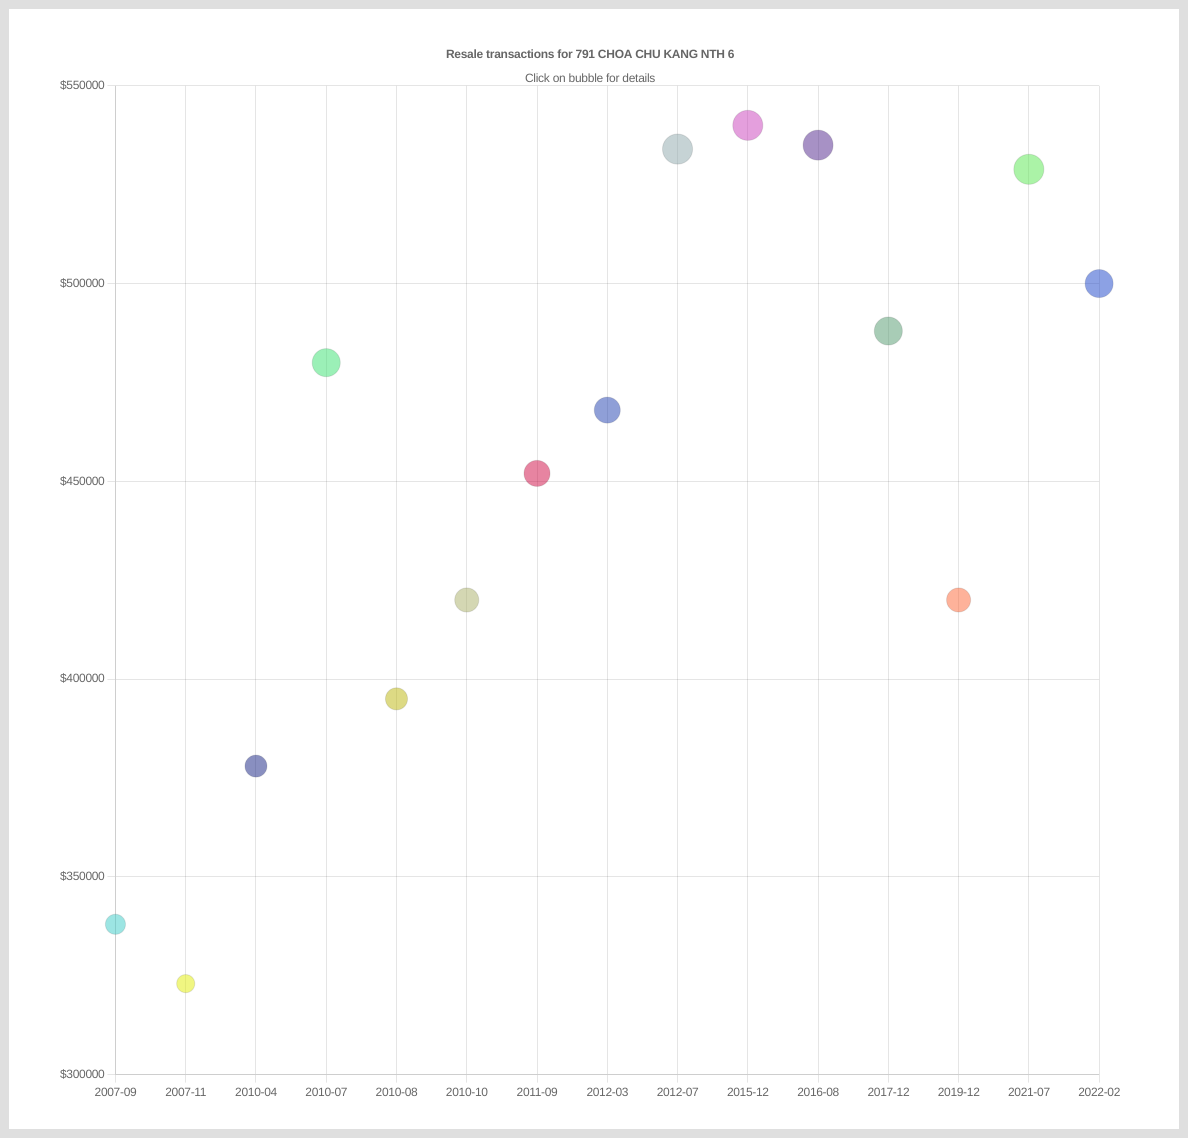 Resale transactions for 791 CHOA CHU KANG NTH 6
Click on bubble for details
$550000
$500000
$450000
$400000
$350000
$300000
2007-09 2007-11 2010-04 2010-07 2010-08 2010-10 2011-09 2012-03 2012-07 2015-12 2016-08 2017-12 2019-12 2021-07 2022-02